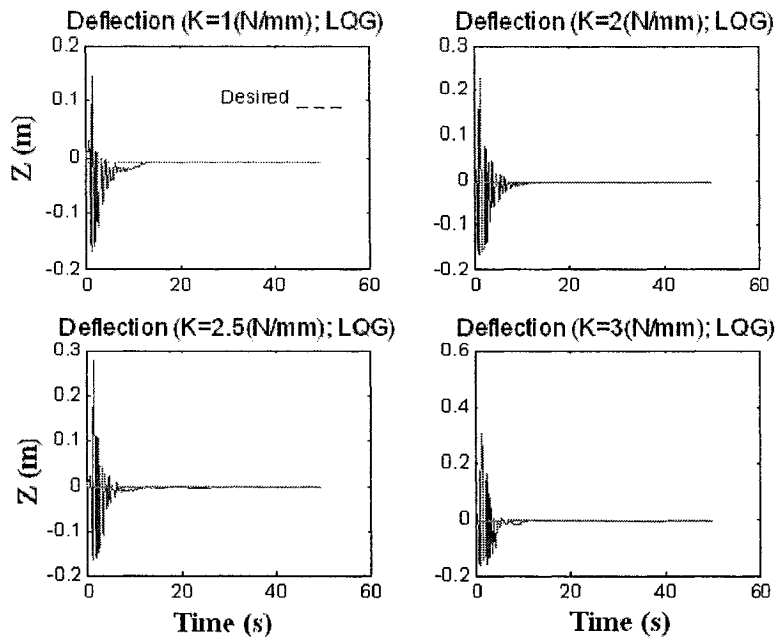 Deflection (K=1(N/mm); LQG)
0.2
0.1
0
-0.1
-0.2
Z (m)
Desired _ _ _
0 20 40 60
Deflection (K=2(N/mm); LQG)
0.3
0.2
0.1
0
-0.1
-0.2
0 20 40 60
Deflection (K=2.5(N/mm); LQG)
0.3
0.2
0.1
0
-0.1
-0.2
Z (m)
0 20 40 60
Time (s)
Deflection (K=3(N/mm); LQG)
0.6
0.4
0.2
0
-0.2
0 20 40 60
Time (s)